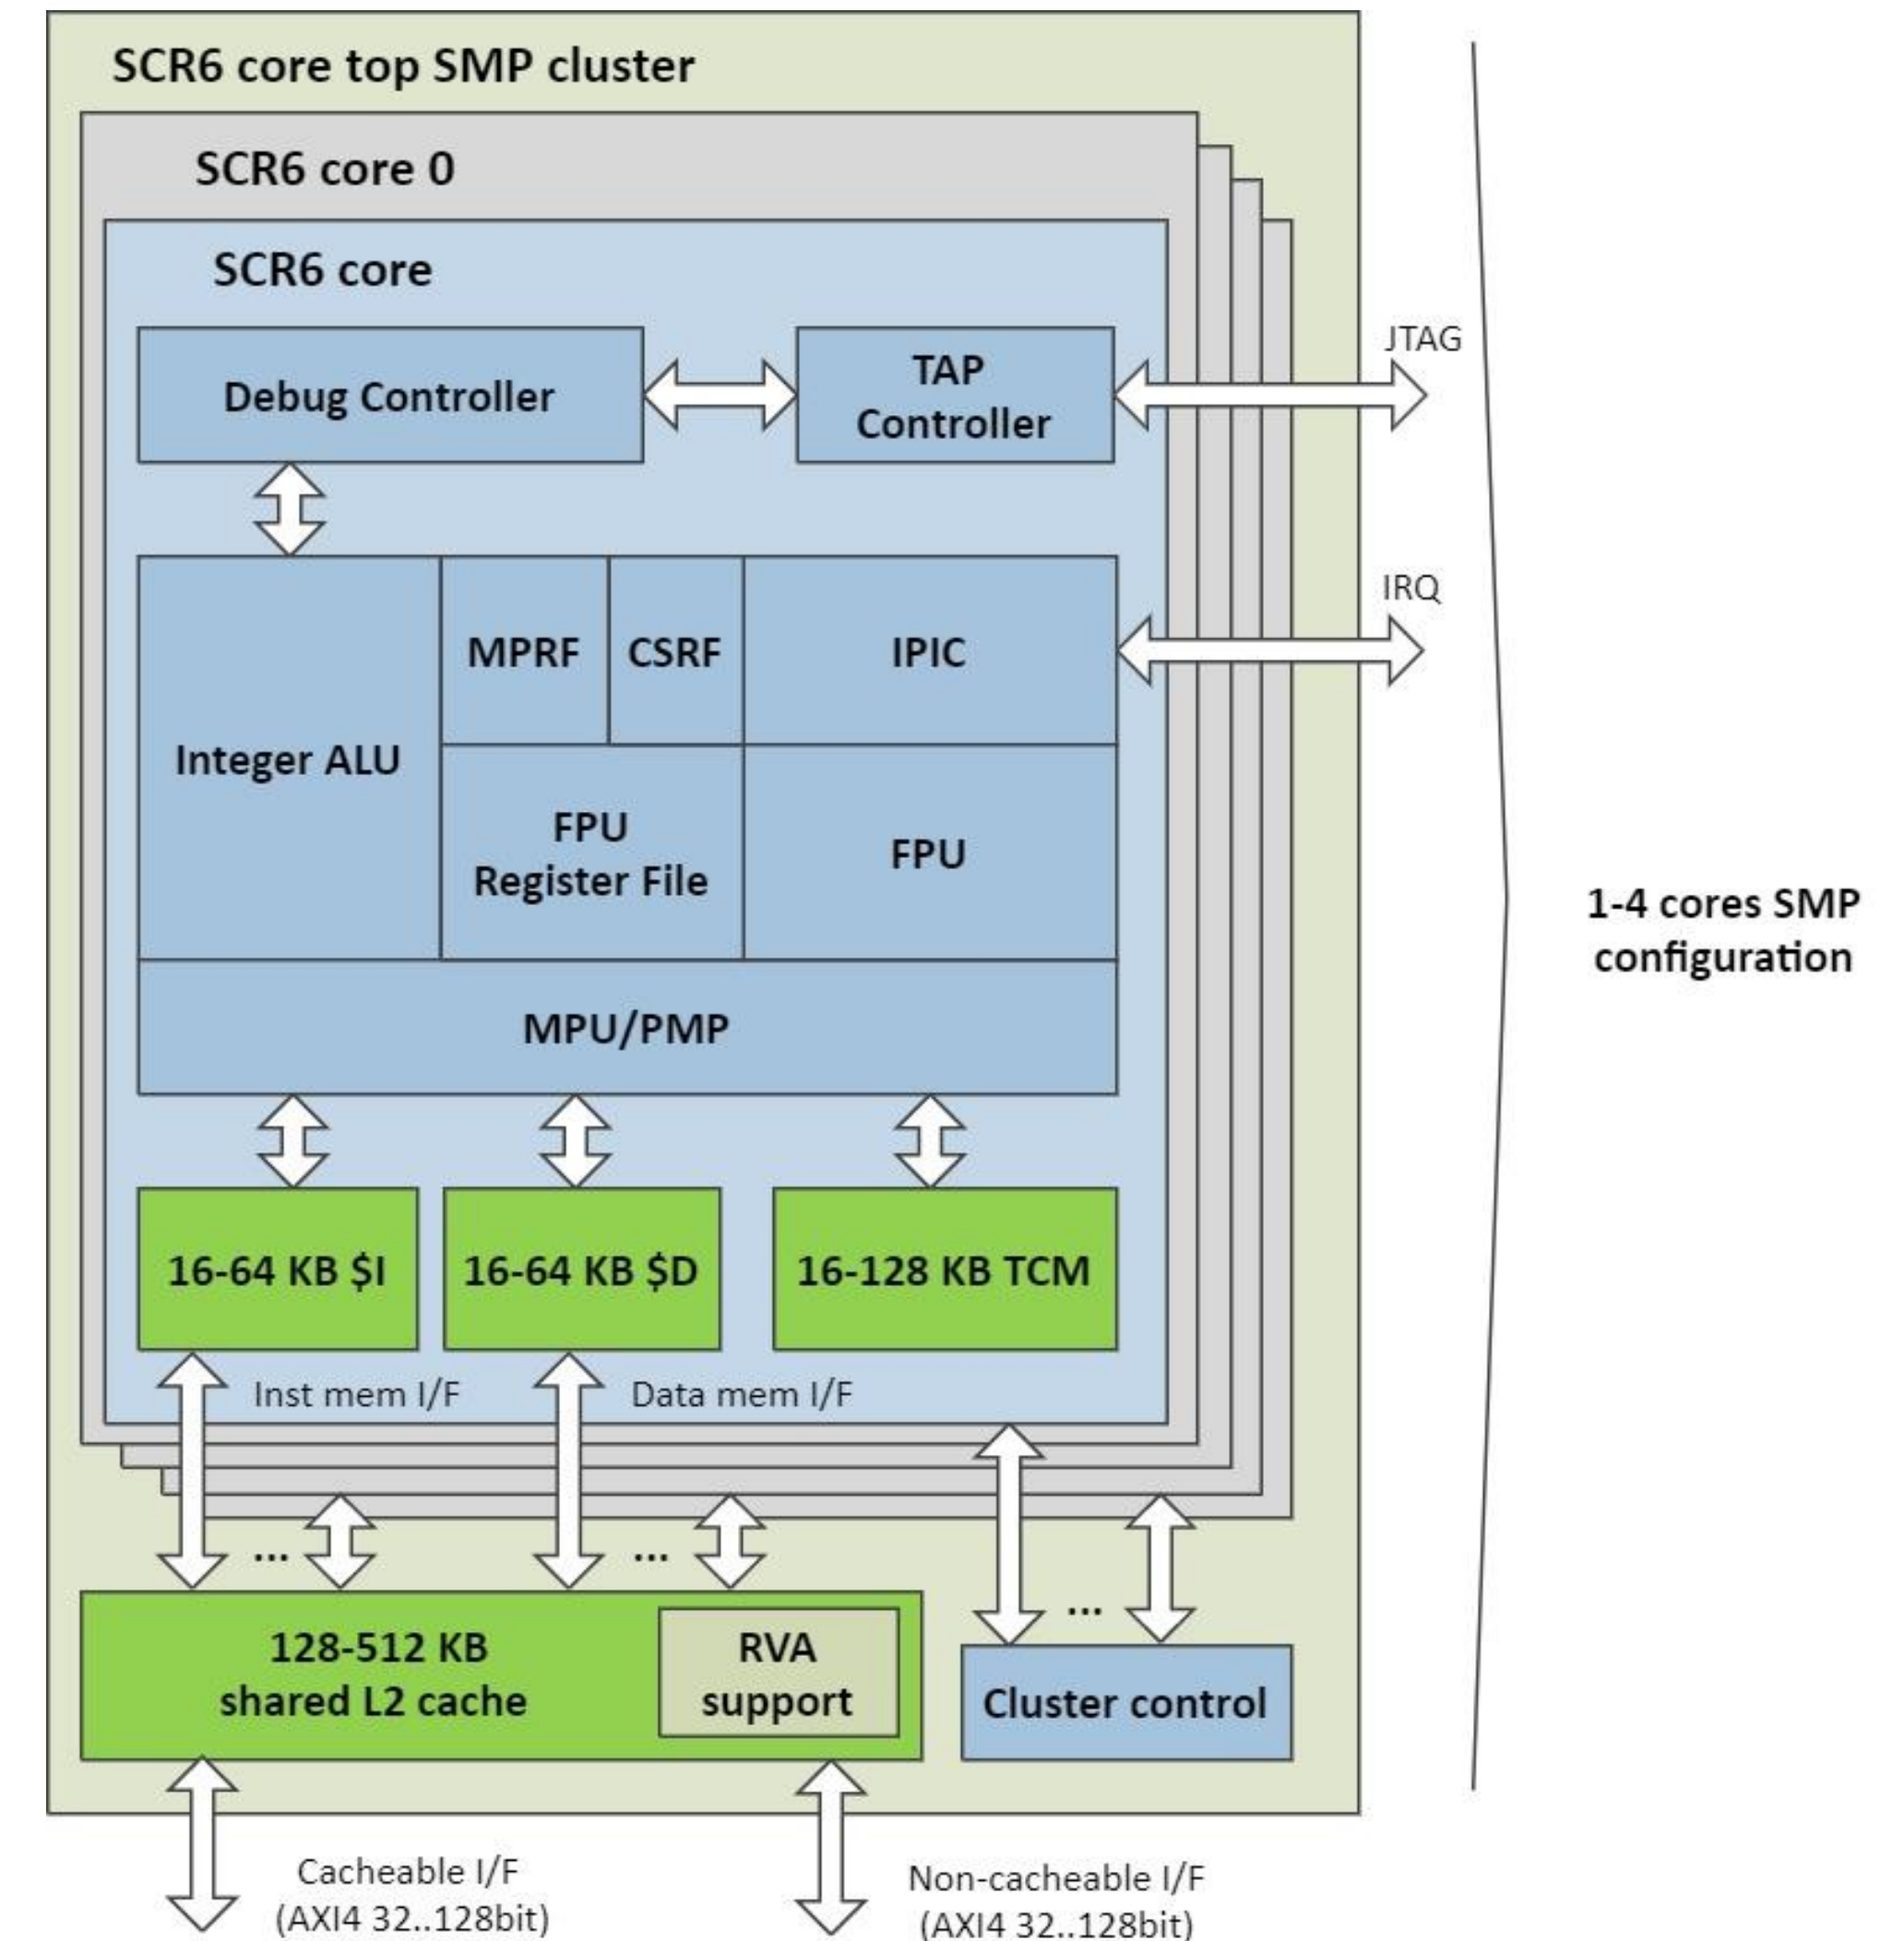 SCR6 core top SMP cluster
SCR6 core 0
SCR6 core
JTAG
Debug Controller
TAP
Controller
IRQ
MPRF
CSRF
IPIC
Integer ALU
FPU
Register File
FPU
1-4 cores SMP
configuration
MPU/PMP
16-64 KB $I
16-64 KB $D
16-128 KB TCM
Inst mem I/F
Data mem I/F
...
...
...
128-512 KB
shared L2 cache
RVA
support
Cluster control
Cacheable I/F
(AXI4 32..128bit)
Non-cacheable I/F
(AXI4 32..128bit)